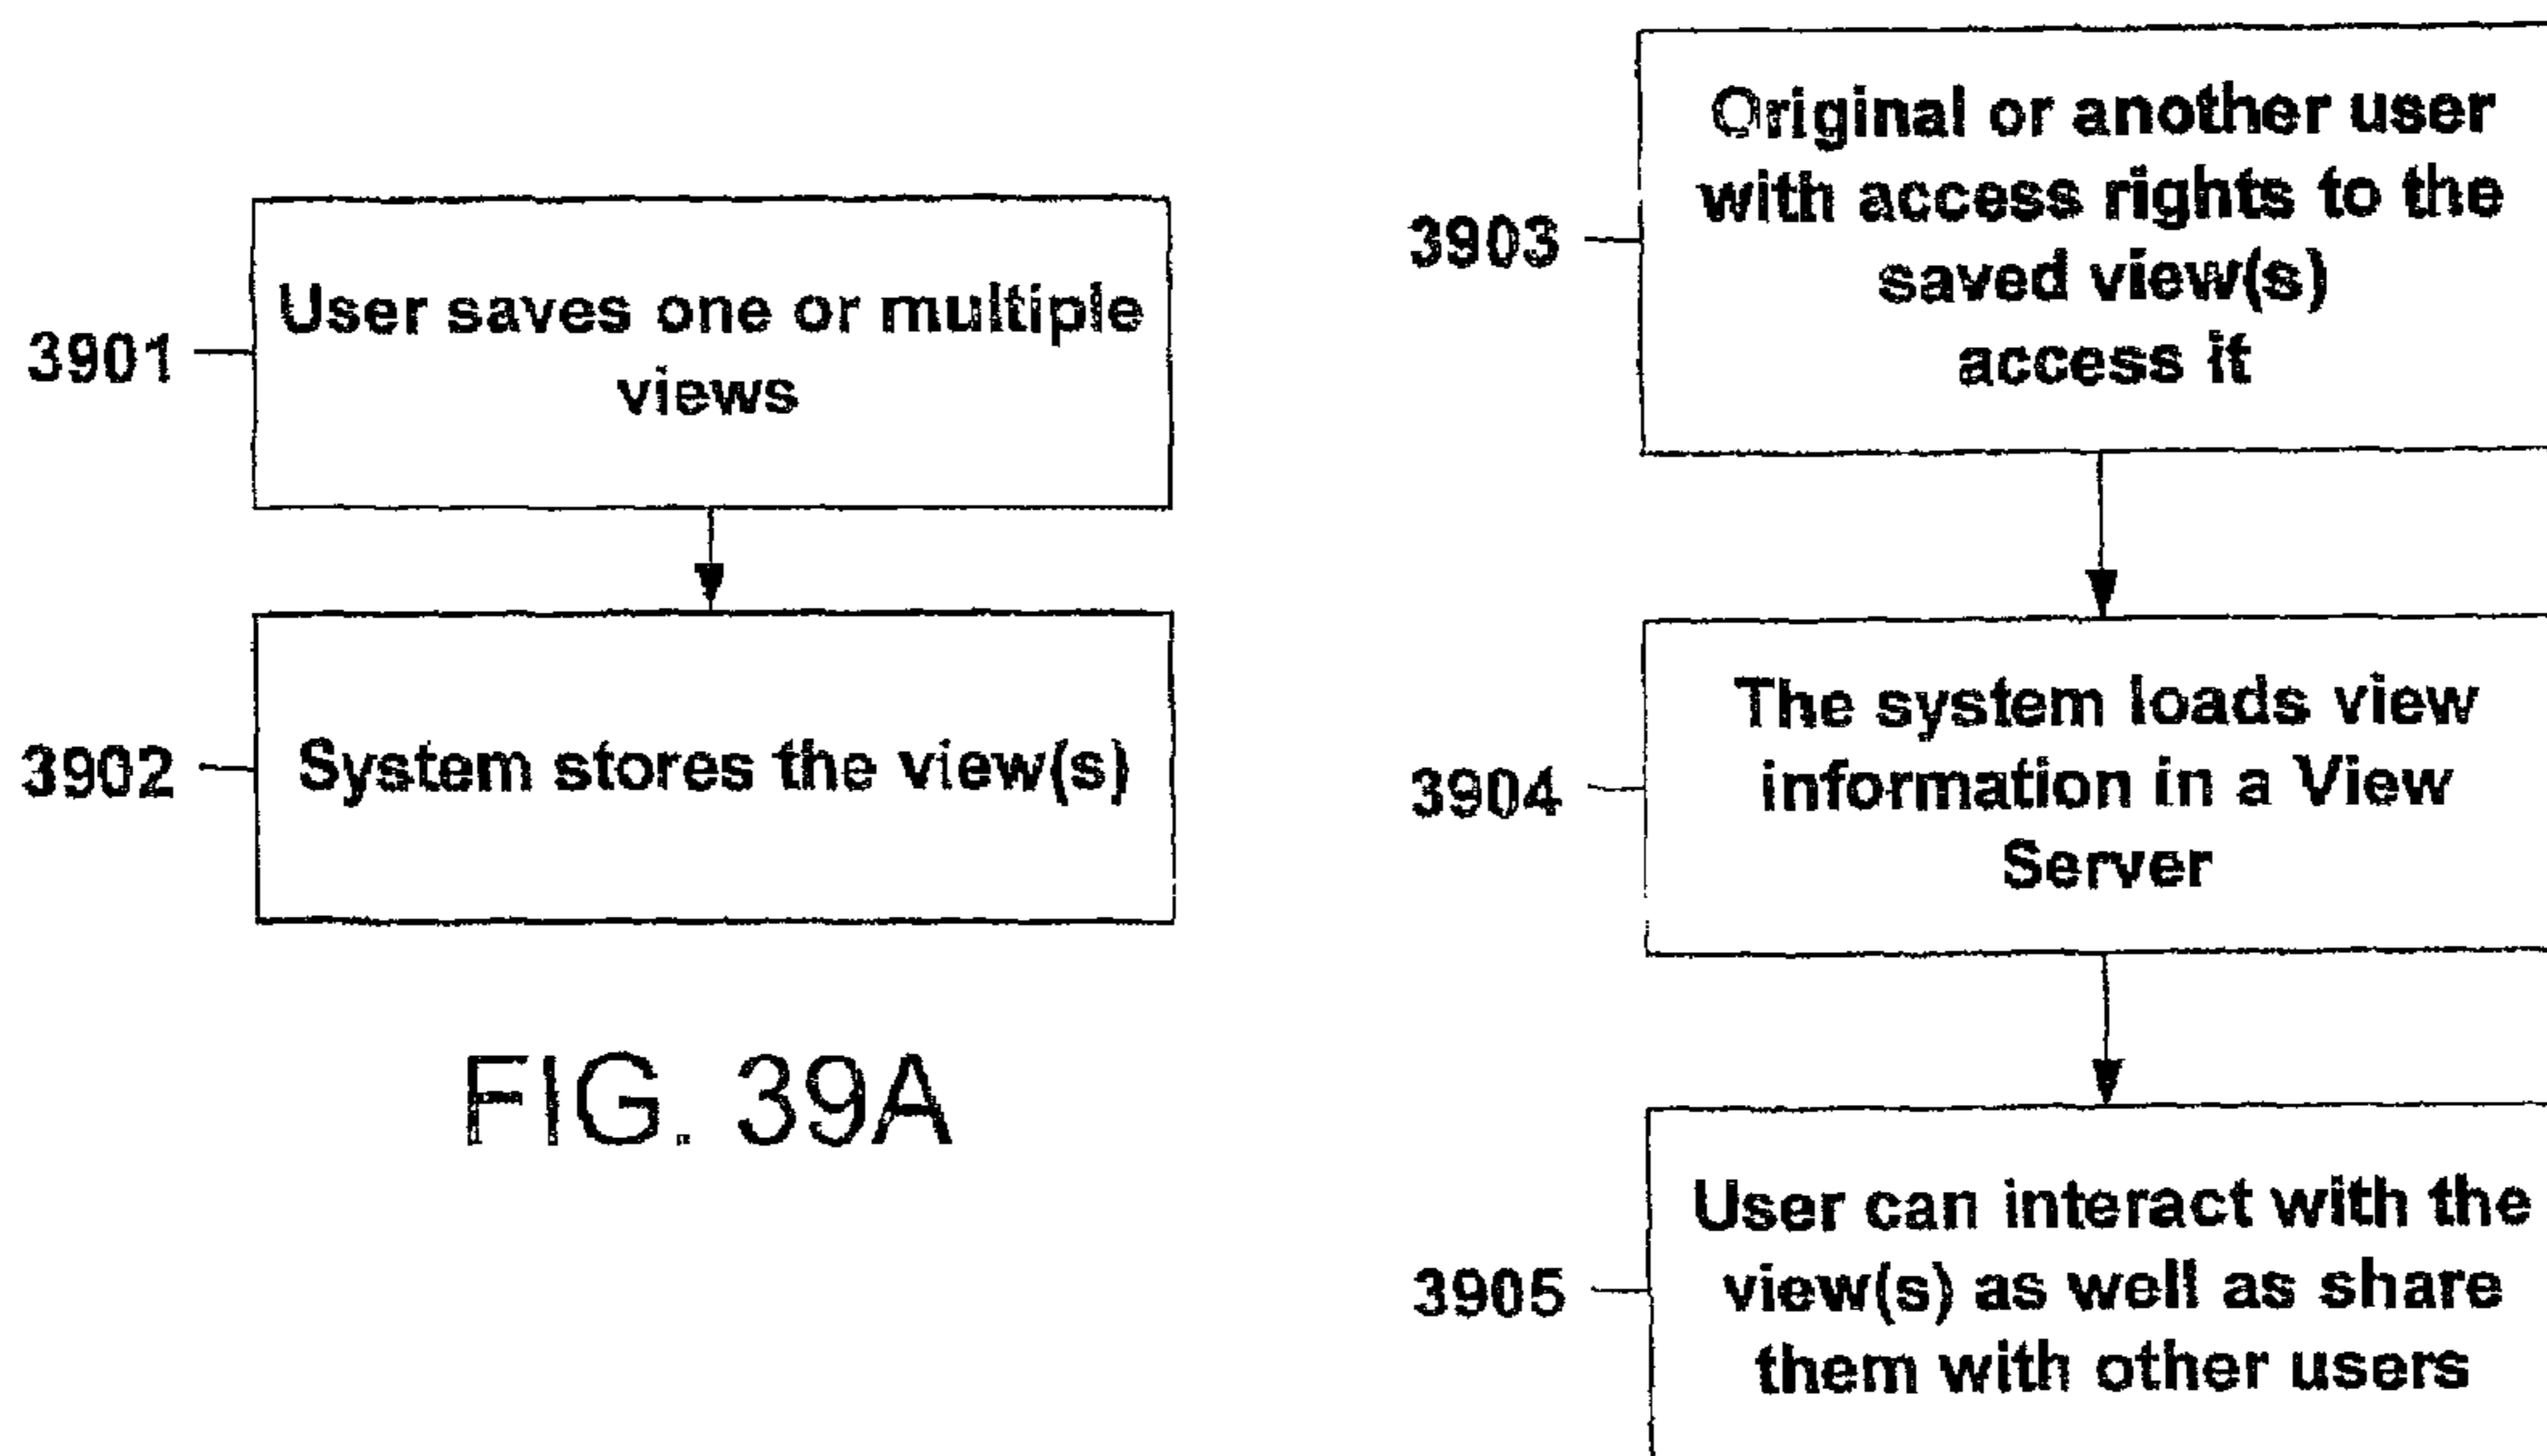 3901
User saves one or multiple
views
3902
System stores the view(s)
FIG. 39A
3903
Original or another user
with access rights to the
saved view(s)
access it
3904
The system loads view
information in a View
Server
3905
User can interact with the
view(s) as well as share
them with other users